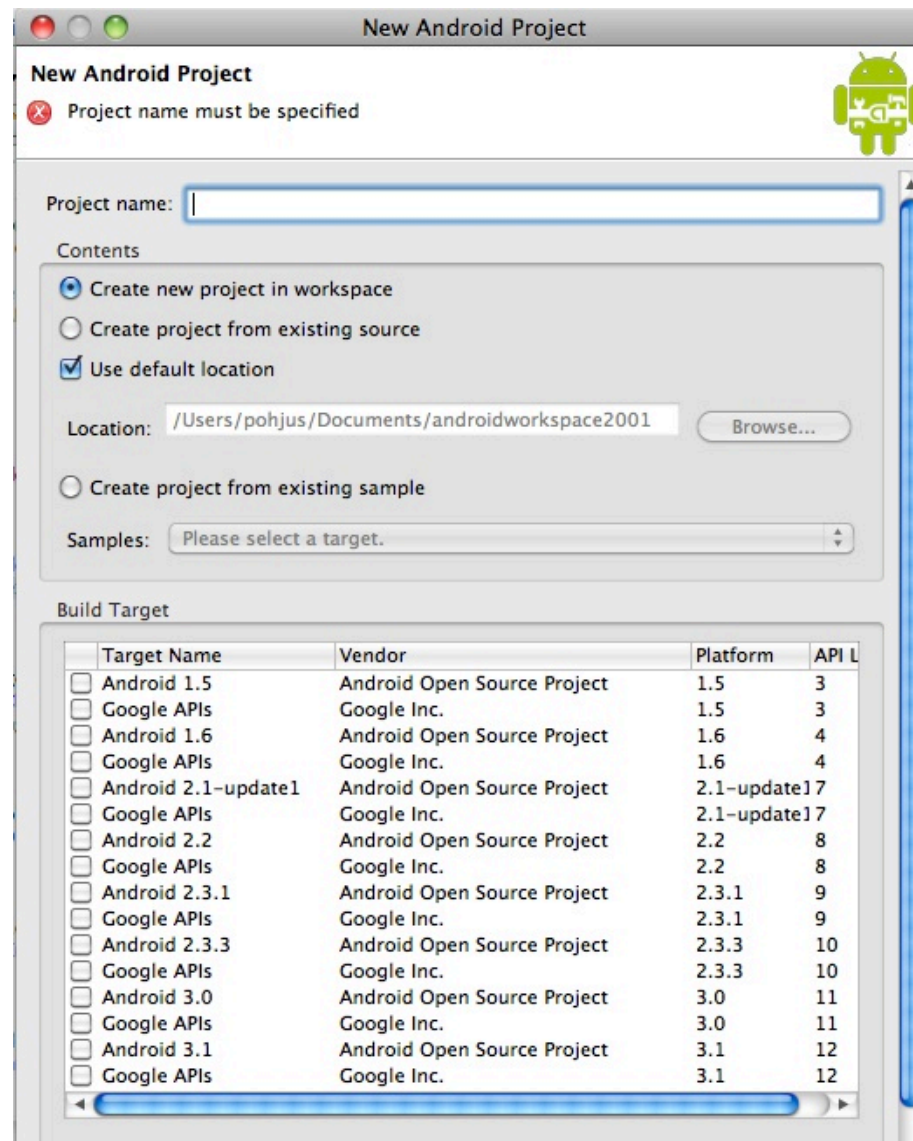 New Android Project
New Android Project
Project name must be specified
Project name:
Contents
Create new project in workspace
Create project from existing source
Use default location
Location: /Users/pohjus/Documents/androidworkspace2001 Browse...
Create project from existing sample
Samples: Please select a target.
Build Target
Target Name Vendor Platform API L
Android 1.5 Android Open Source Project 1.5 3
Google APIs Google Inc. 1.5 3
Android 1.6 Android Open Source Project 1.6 4
Google APIs Google Inc. 1.6 4
Android 2.1-update1 Android Open Source Project 2.1-update1 7
Google APIs Google Inc. 2.1-update1 7
Android 2.2 Android Open Source Project 2.2 8
Google APIs Google Inc. 2.2 8
Android 2.3.1 Android Open Source Project 2.3.1 9
Google APIs Google Inc. 2.3.1 9
Android 2.3.3 Android Open Source Project 2.3.3 10
Google APIs Google Inc. 2.3.3 10
Android 3.0 Android Open Source Project 3.0 11
Google APIs Google Inc. 3.0 11
Android 3.1 Android Open Source Project 3.1 12
Google APIs Google Inc. 3.1 12